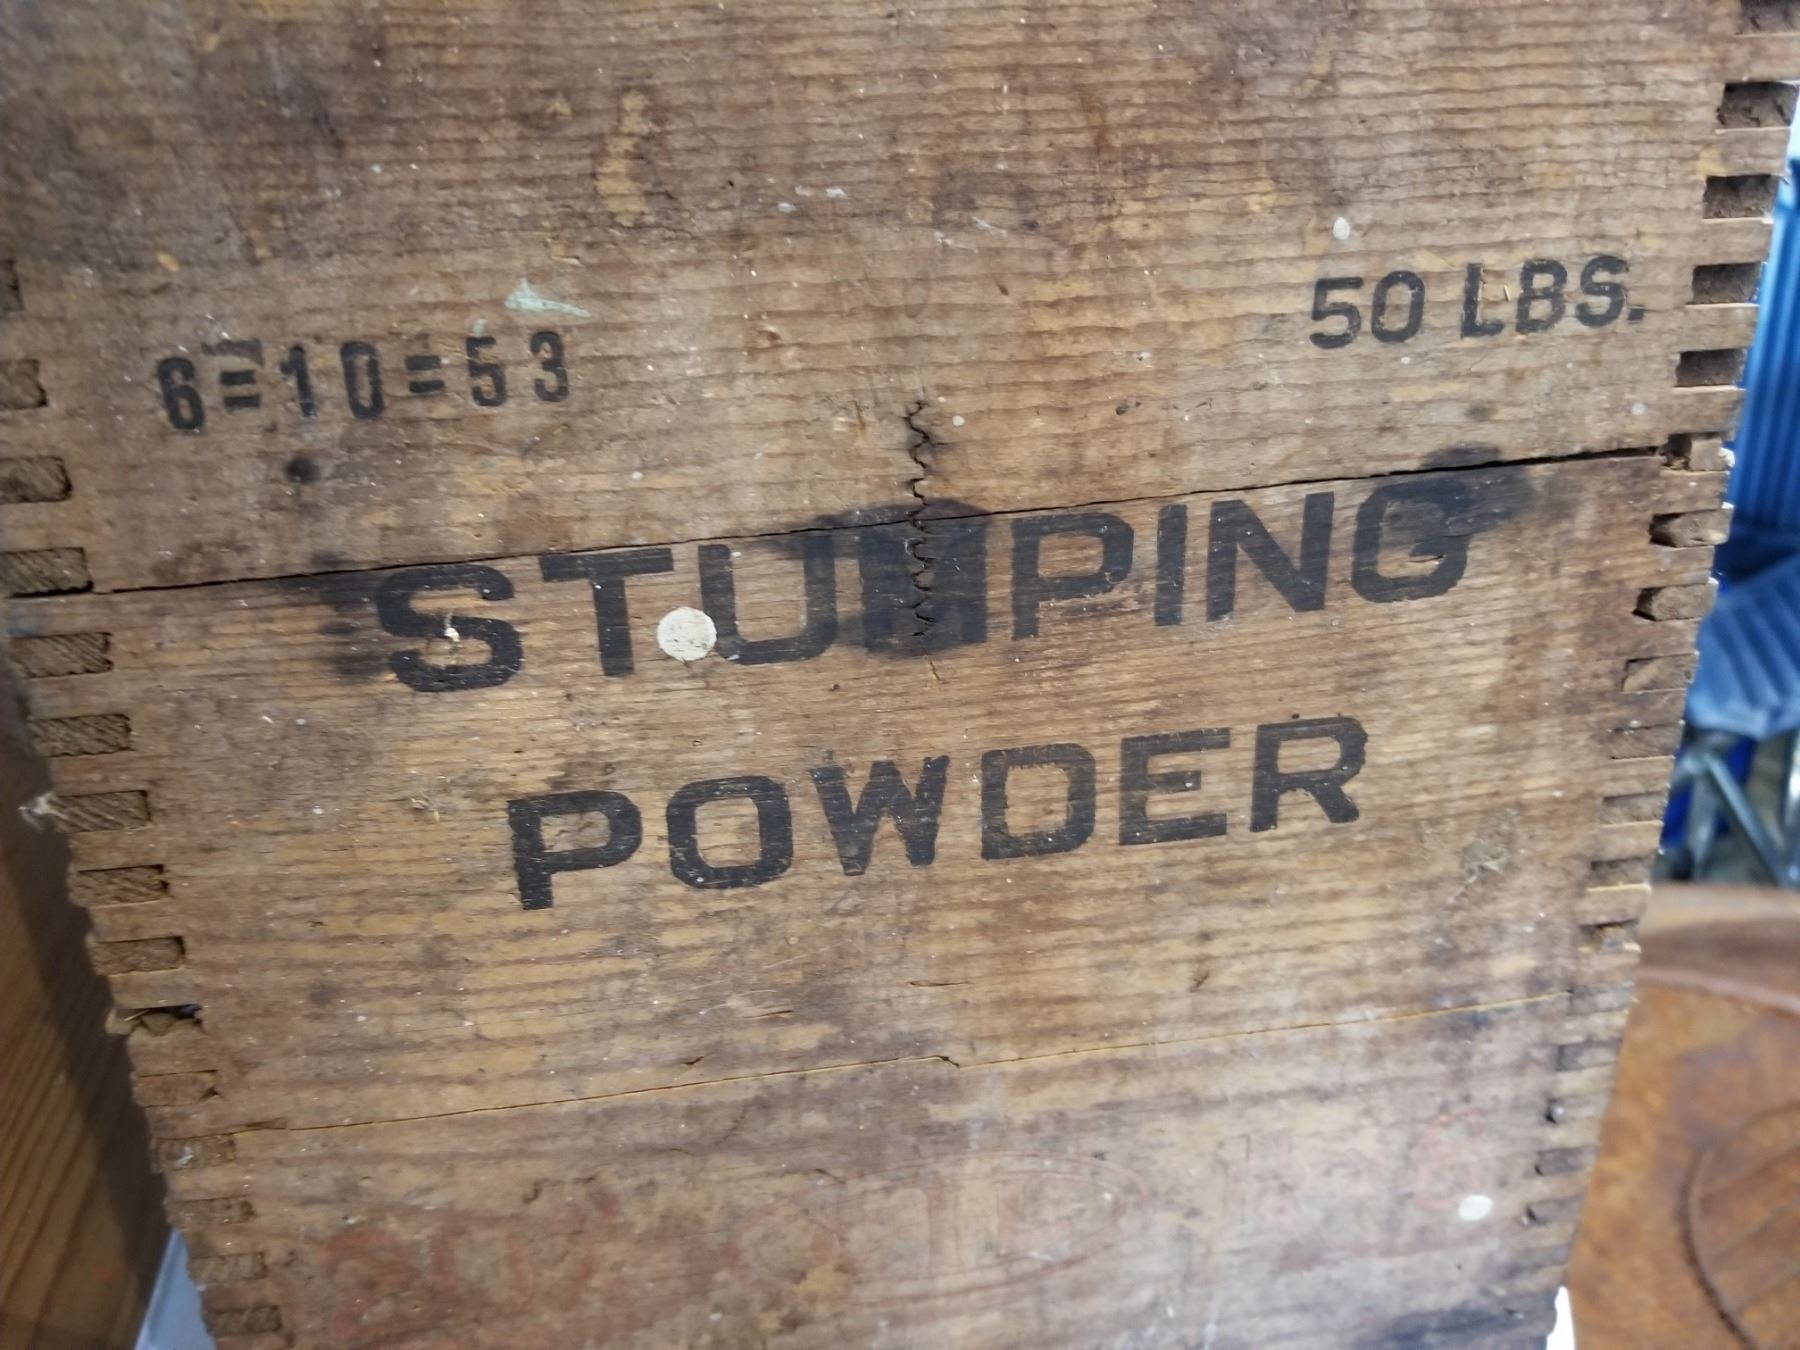 50 LBS.
6=10=53
STUMPING
POWDER